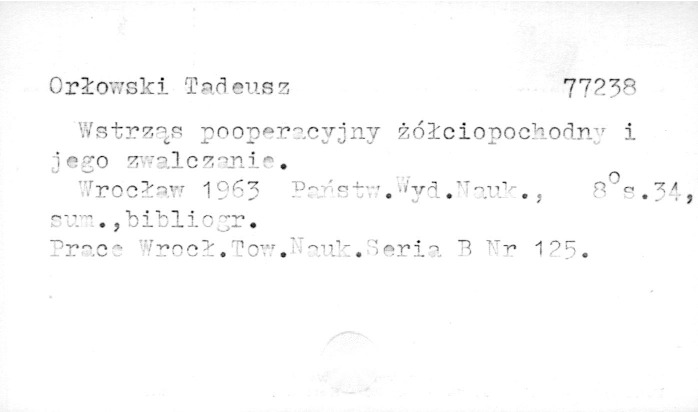 Orłowski Tadeusz 77238
Wstrząs pooperacyjny żółciopochodny i
jego zwalczanie.
Wrocław 1963 Państw.Wyd.Nauk., 8° s.34,
sum.,bibliogr.
Prace Wrocł.Tow.Nauk.Seria B Nr 125.